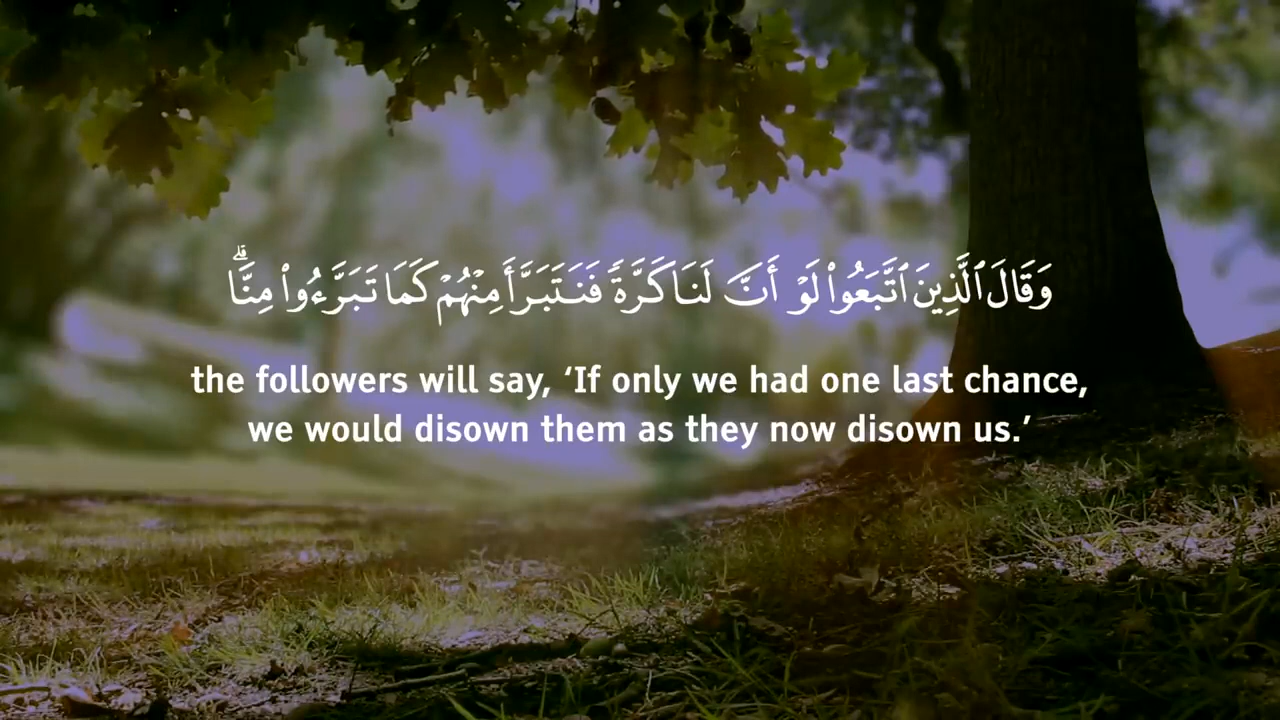 وَقَالَ ٱلَّذِينَ ٱتَّبَعُوا۟ لَوْ أَنَّ لَنَا كَرَّةً فَنَتَبَرَّأَ مِنْهُمْ كَمَا تَبَرَّءُوا۟ مِنَّا ۗ
the followers will say, ‘If only we had one last chance,
we would disown them as they now disown us.’